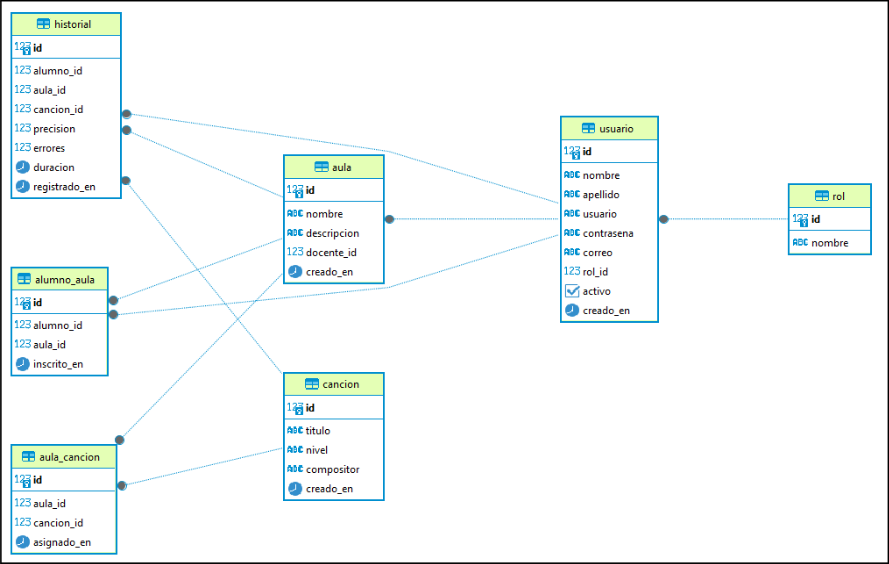 historial
123 id
123 alumno_id
123 aula_id
123 cancion_id
123 precision
123 errores
duracion
registrado_en
alumno_aula
123 id
123 alumno_id
123 aula_id
inscrito_en
aula_cancion
123 id
123 aula_id
123 cancion_id
asignado_en
aula
123 id
ABC nombre
ABC descripcion
123 docente_id
creado_en
cancion
123 id
ABC titulo
ABC nivel
ABC compositor
creado_en
usuario
123 id
ABC nombre
ABC apellido
ABC usuario
ABC contrasena
ABC correo
123 rol_id
activo
creado_en
rol
123 id
ABC nombre